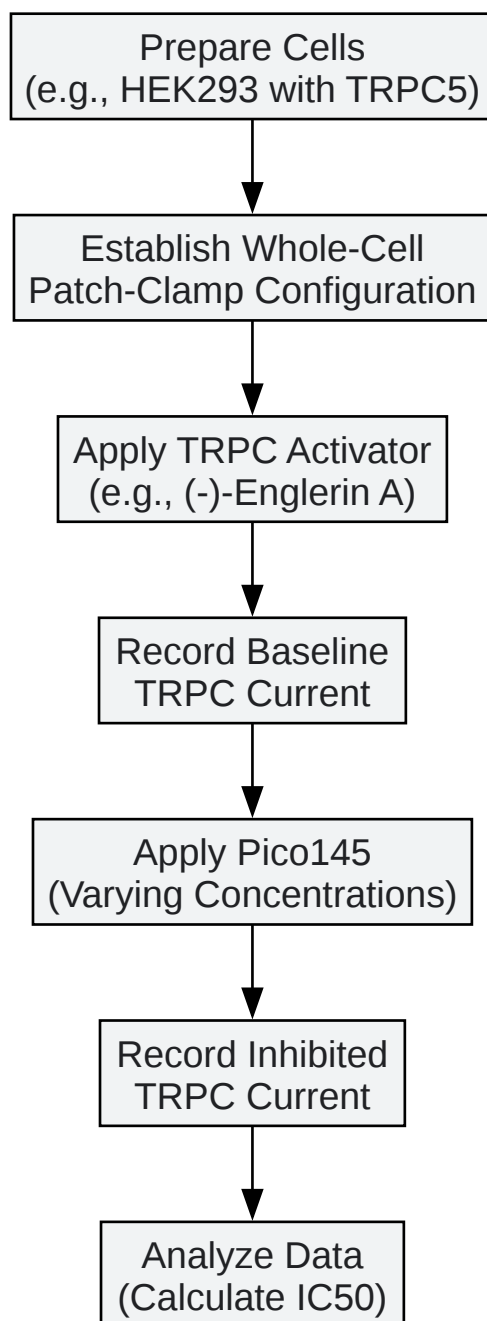 Prepare Cells
(e.g., HEK293 with TRPC5)
Establish Whole-Cell
Patch-Clamp Configuration
Apply TRPC Activator
(e.g., (-)-Englerin A)
Record Baseline
TRPC Current
Apply Pico145
(Varying Concentrations)
Record Inhibited
TRPC Current
Analyze Data
(Calculate IC50)